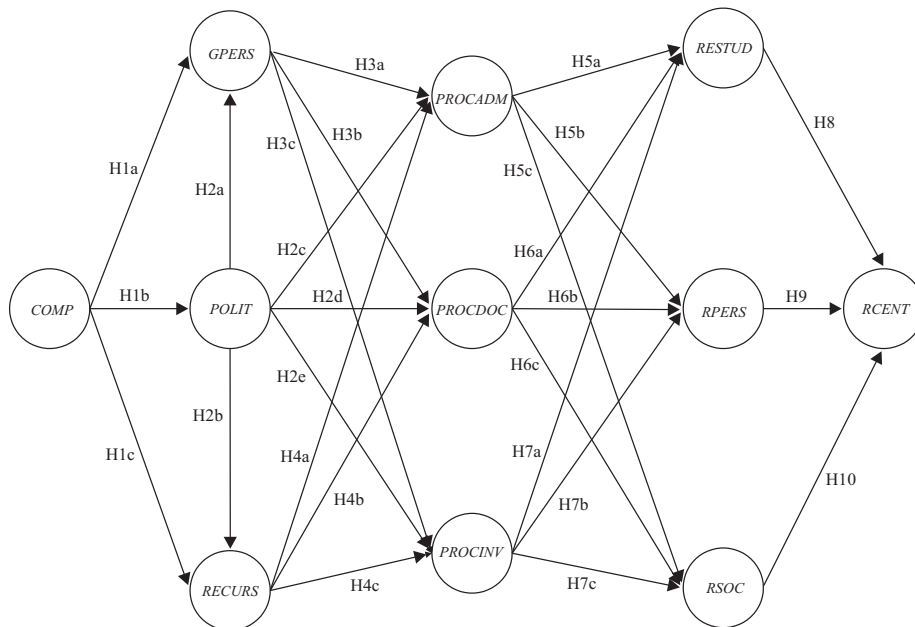 GPERS
RESTUD
H3a
H5a
PROCADM
H8
H3b
H5b
H3c
H5c
H1a
H2a
H2c
H6a
COMP
H1b
POLIT
H2d
PROCDOC
H6b
RPERS
H9
RCENT
H2e
H6c
H2b
H1c
H4a
H7a
H10
H4b
H7b
PROCINV
RECURS
H4c
H7c
RSOC